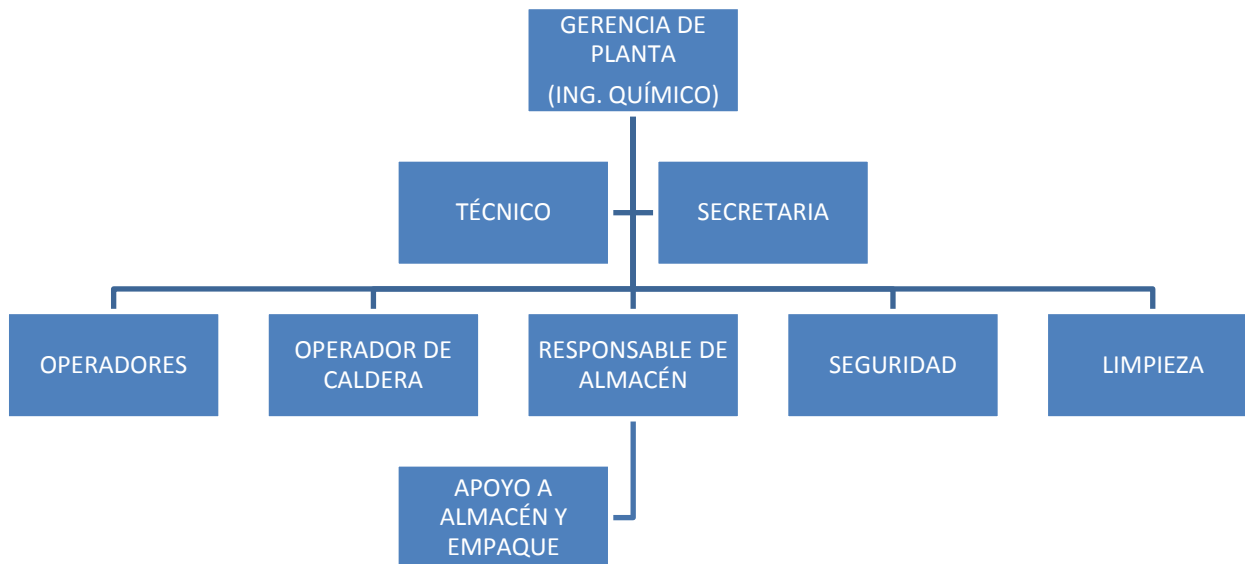 GERENCIA DE
PLANTA
(ING. QUÍMICO)
TÉCNICO
SECRETARIA
OPERADORES
OPERADOR DE
CALDERA
RESPONSABLE DE
ALMACÉN
SEGURIDAD
LIMPIEZA
APOYO A
ALMACÉN Y
EMPAQUE